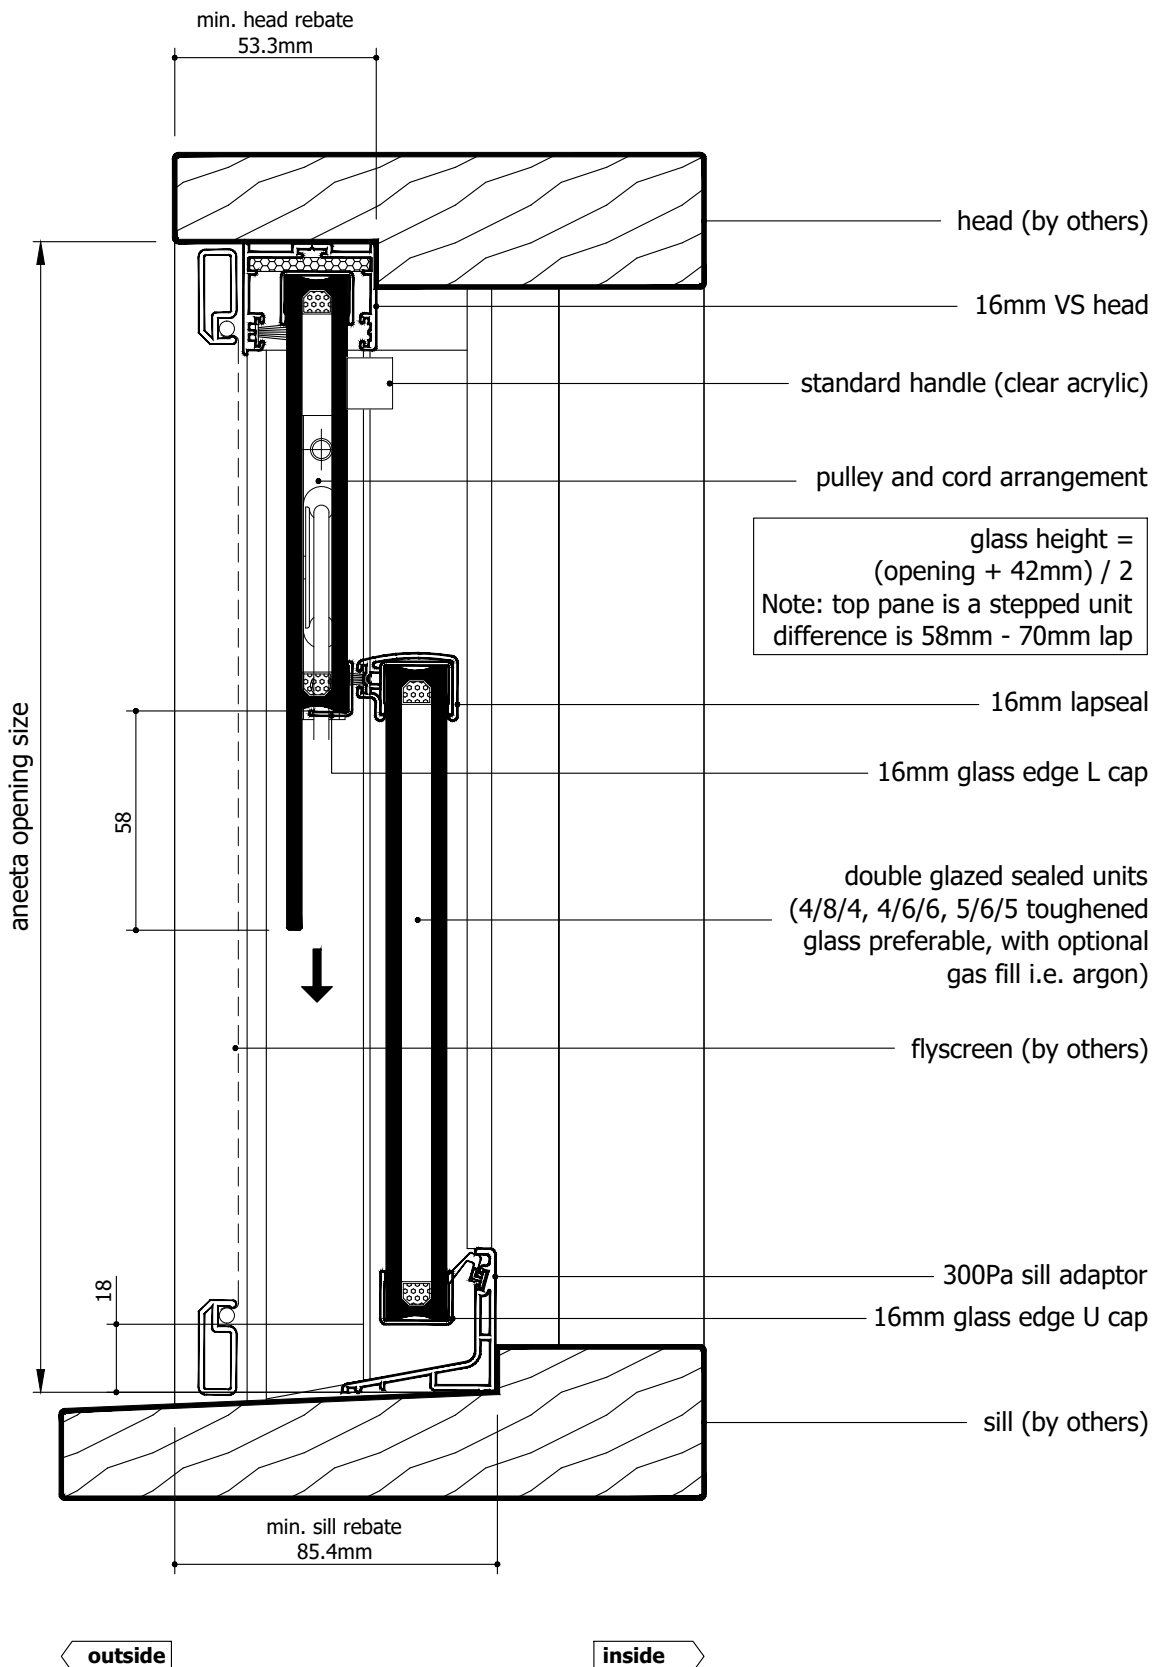 min. head rebate
53.3mm
head (by others)
16mm VS head
standard handle (clear acrylic)
pulley and cord arrangement
glass height =
(opening + 42mm) / 2
Note: top pane is a stepped unit
difference is 58mm - 70mm lap
16mm lapseal
16mm glass edge L cap
aneeta opening size
58
double glazed sealed units
(4/8/4, 4/6/6, 5/6/5 toughened
glass preferable, with optional
gas fill i.e. argon)
flyscreen (by others)
300Pa sill adaptor
18
16mm glass edge U cap
sill (by others)
min. sill rebate
85.4mm
outside
inside